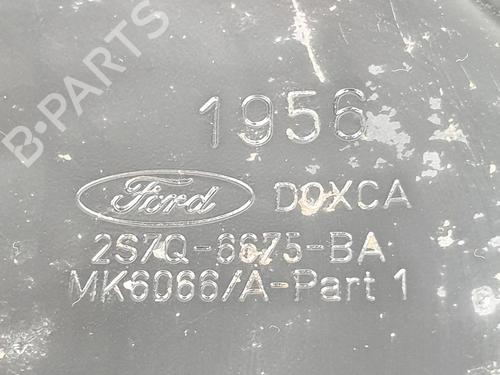 B-PARTS
1956
Ford DOXCA
2S7Q-6675-BA
MK6066/A-Part 1